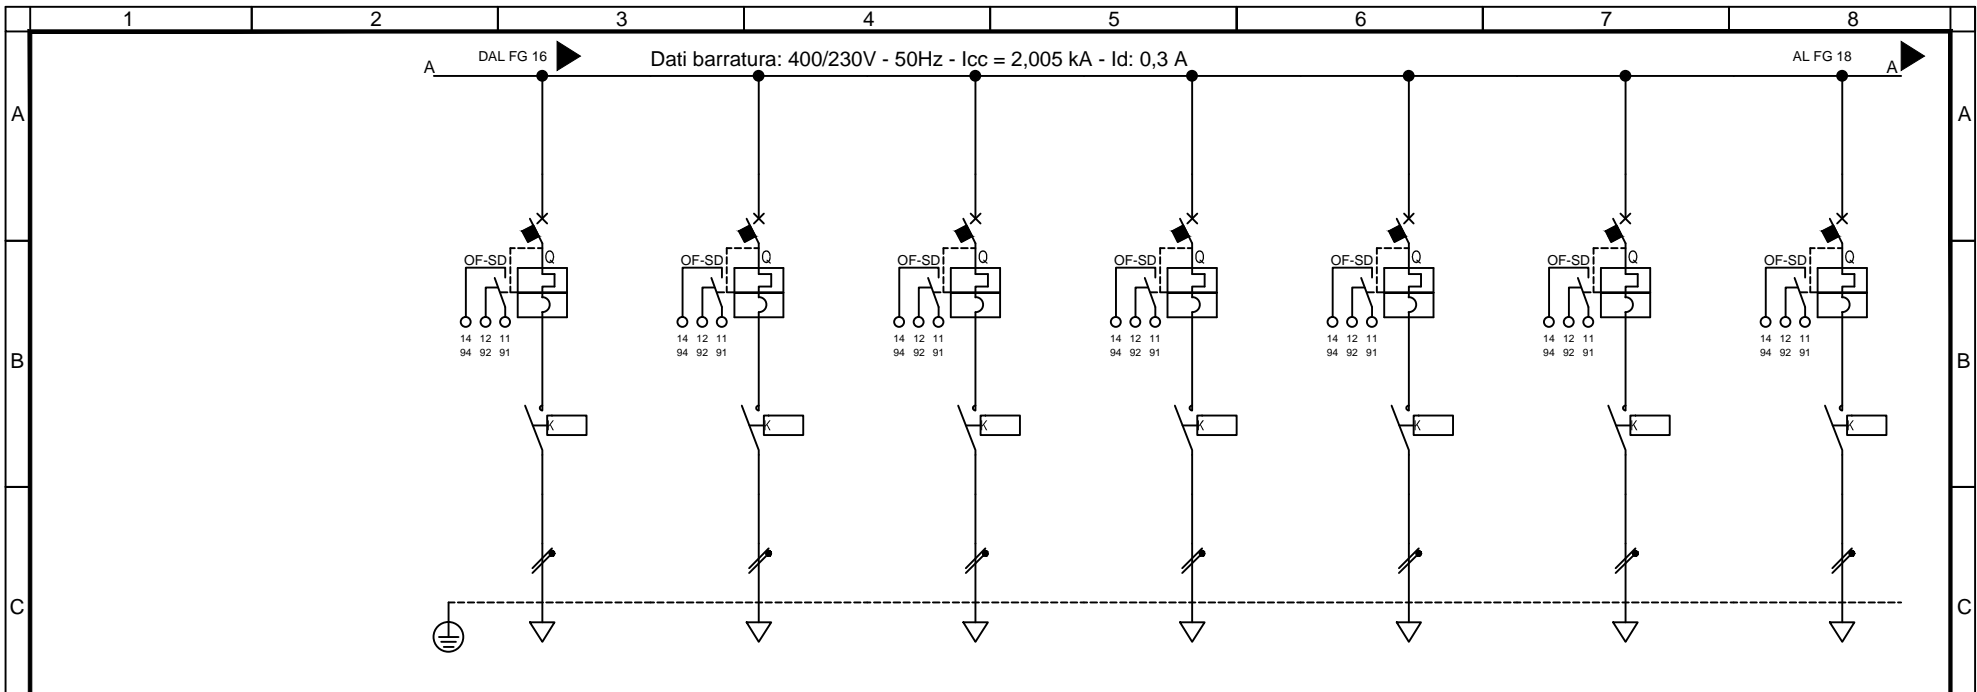 1 2 3 4 5 6 7 8
DAL FG 16 Dati barratura: 400/230V - 50Hz - Icc = 2,005 kA - Id: 0,3 A AL FG 18
A A
A A
Q Q Q Q Q Q Q
OF-SD OF-SD OF-SD OF-SD OF-SD OF-SD OF-SD
14 12 11 14 12 11 14 12 11 14 12 11 14 12 11 14 12 11 14 12 11
94 92 91 94 92 91 94 92 91 94 92 91 94 92 91 94 92 91 94 92 91
B B
K K K K K K K
C C